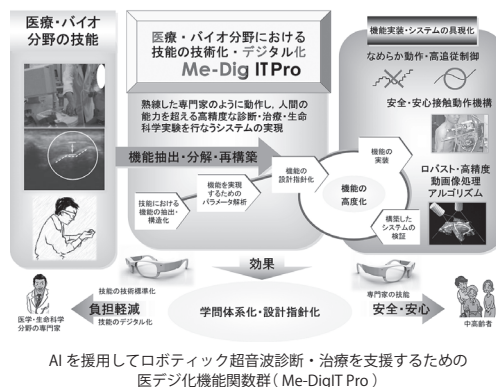 医療・バイオ
分野の技能
医療・バイオ分野における
技能の技術化・デジタル化
Me-Dig ITPro
熟練した専門家のように動作し，人間の
能力を超える高精度な診断・治療・生命
科学実験を行なうシステムの実現
機能抽出・分解・再構築
技能における
機能の抽出・
構造化
機能を実現
するための
パラメータ解析
機能の
設計指針化
機能の
実装
機能の
高度化
構築した
システムの
検証
機能実装・システムの具現化
なめらか動作・高追従制御
安全・安心接触動作機構
ロバスト・高精度
動画像処理
アルゴリズム
医学・生命科学
分野の専門家
技能の技術標準化
負担軽減
技能のデジタル化
効果
学問体系化・設計指針化
専門家の技能
安全・安心
中高齢者
AI を援用してロボティック超音波診断・治療を支援するための
医デジ化機能関数群（Me-DigIT Pro）